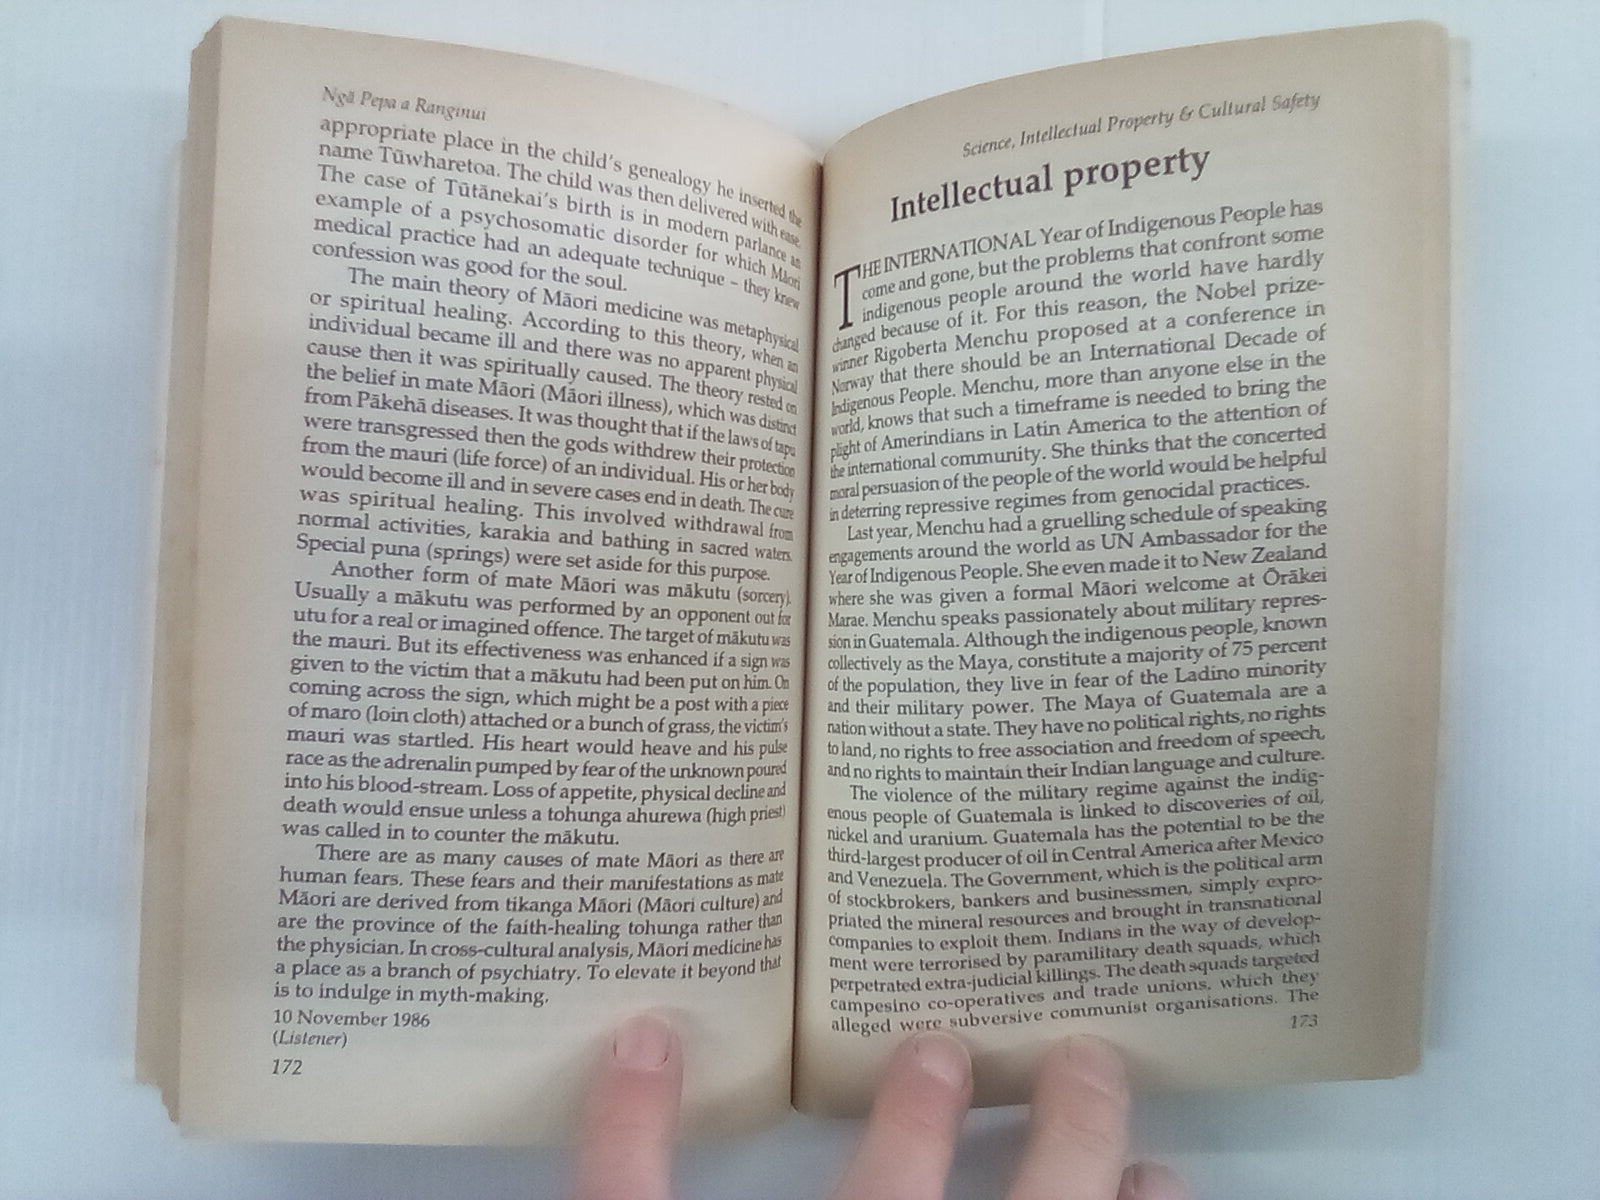 Ngā Pepa a Ranginui
appropriate place in the child's genealogy he inserted the
name Tūwharetoa. The child was then delivered with ease.
The case of Tūtānekai's birth is in modern parlance an
example of a psychosomatic disorder for which Māori
medical practice had an adequate technique – they knew
confession was good for the soul.
The main theory of Māori medicine was metaphysical
or spiritual healing. According to this theory, when an
individual became ill and there was no apparent physical
cause then it was spiritually caused. The theory rested on
the belief in mate Māori (Māori illness), which was distinct
from Pākehā diseases. It was thought that if the laws of tapu
were transgressed then the gods withdrew their protection
from the mauri (life force) of an individual. His or her body
would become ill and in severe cases end in death. The cure
was spiritual healing. This involved withdrawal from
normal activities, karakia and bathing in sacred waters.
Special puna (springs) were set aside for this purpose.
Another form of mate Māori was mākutu (sorcery).
Usually a mākutu was performed by an opponent out for
utu for a real or imagined offence. The target of mākutu was
the mauri. But its effectiveness was enhanced if a sign was
given to the victim that a mākutu had been put on him. On
coming across the sign, which might be a post with a piece
of maro (loin cloth) attached or a bunch of grass, the victim's
mauri was startled. His heart would heave and his pulse
race as the adrenalin pumped by fear of the unknown poured
into his blood-stream. Loss of appetite, physical decline and
death would ensue unless a tohunga ahurewa (high priest)
was called in to counter the mākutu.
There are as many causes of mate Māori as there are
human fears. These fears and their manifestations as mate
Māori are derived from tikanga Māori (Māori culture) and
are the province of the faith-healing tohunga rather than
the physician. In cross-cultural analysis, Māori medicine has
a place as a branch of psychiatry. To elevate it beyond that
is to indulge in myth-making.
10 November 1986
(Listener)
172
Science, Intellectual Property & Cultural Safety
Intellectual property
THE INTERNATIONAL Year of Indigenous People has
come and gone, but the problems that confront some
indigenous people around the world have hardly
changed because of it. For this reason, the Nobel prize-
winner Rigoberta Menchu proposed at a conference in
Norway that there should be an International Decade of
Indigenous People. Menchu, more than anyone else in the
world, knows that such a timeframe is needed to bring the
plight of Amerindians in Latin America to the attention of
the international community. She thinks that the concerted
moral persuasion of the people of the world would be helpful
in deterring repressive regimes from genocidal practices.
Last year, Menchu had a gruelling schedule of speaking
engagements around the world as UN Ambassador for the
Year of Indigenous People. She even made it to New Zealand
where she was given a formal Māori welcome at Ōrākei
Marae. Menchu speaks passionately about military repres-
sion in Guatemala. Although the indigenous people, known
collectively as the Maya, constitute a majority of 75 percent
of the population, they live in fear of the Ladino minority
and their military power. The Maya of Guatemala are a
nation without a state. They have no political rights, no rights
to land, no rights to free association and freedom of speech,
and no rights to maintain their Indian language and culture.
The violence of the military regime against the indig-
enous people of Guatemala is linked to discoveries of oil,
nickel and uranium. Guatemala has the potential to be the
third-largest producer of oil in Central America after Mexico
and Venezuela. The Government, which is the political arm
of stockbrokers, bankers and businessmen, simply expro-
priated the mineral resources and brought in transnational
companies to exploit them. Indians in the way of develop-
ment were terrorised by paramilitary death squads, which
perpetrated extra-judicial killings. The death squads targeted
campesino co-operatives and trade unions, which they
alleged were subversive communist organisations. The
173